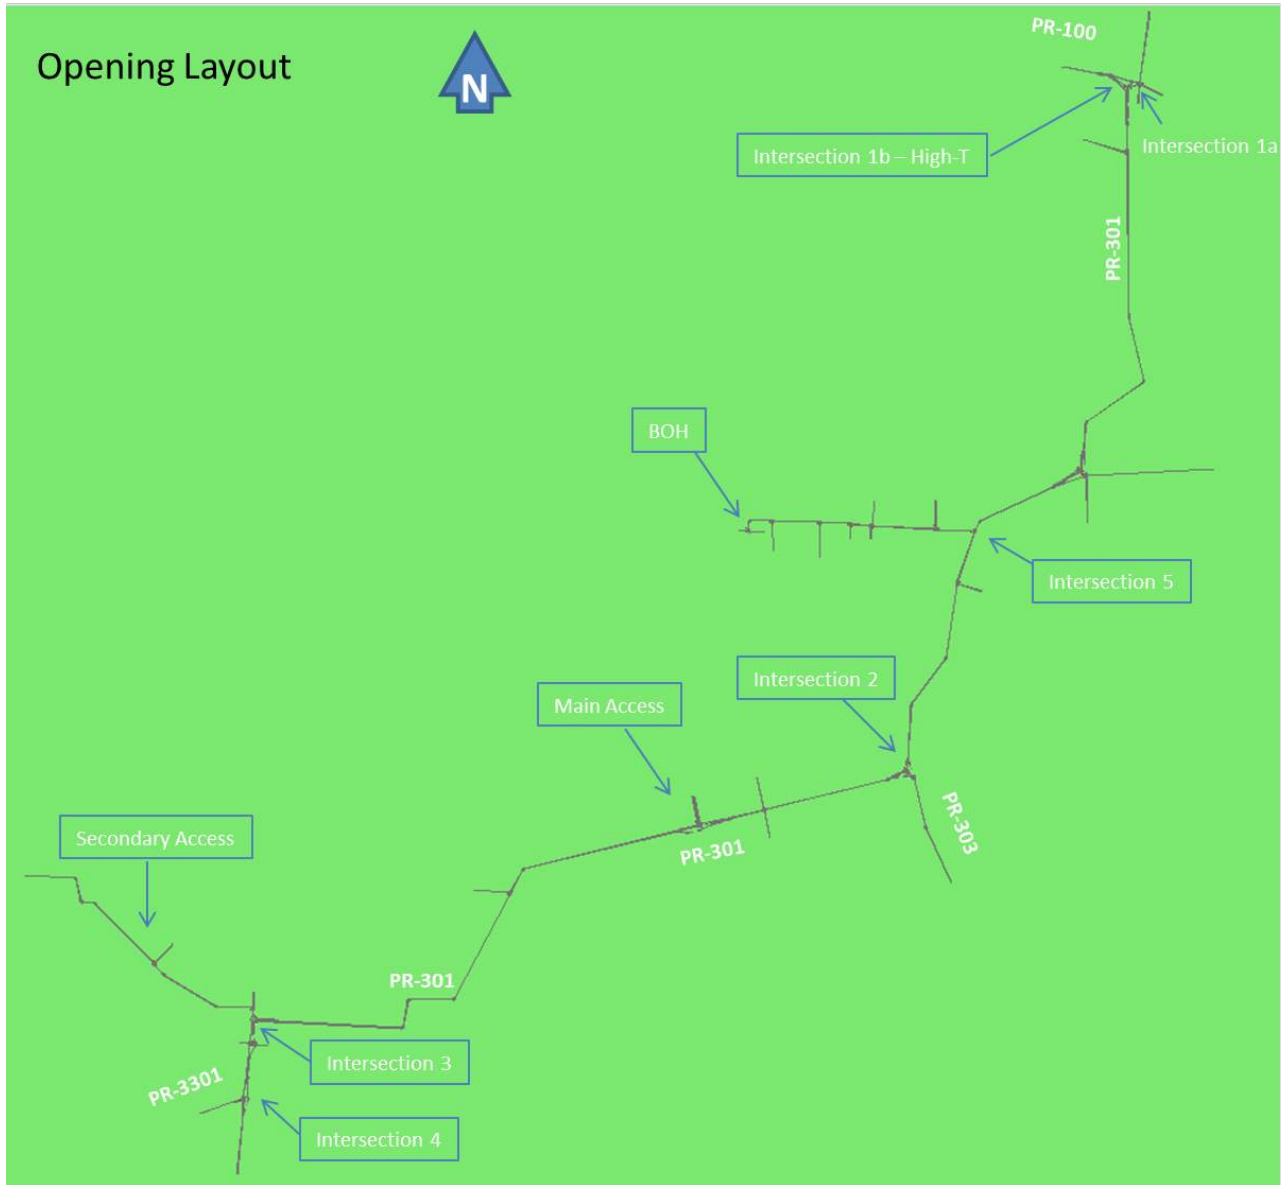 PR-100
Opening Layout
N
Intersection 1b – High-T
Intersection 1a
PR-301
BOH
Intersection 5
Intersection 2
Main Access
PR-303
Secondary Access
PR-301
PR-301
Intersection 3
PR-3301
Intersection 4